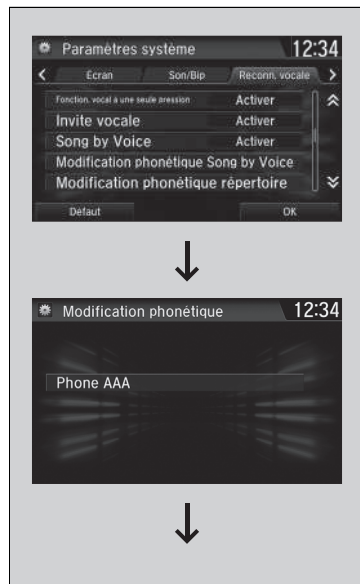 Paramètres système 12:34
Écran Son/Bip Reconn. vocale
Fonction. vocal à une seule pression Activer
Invite vocale Activer
Song by Voice Activer
Modification phonétique Song by Voice
Modification phonétique répertoire
Défaut OK
Modification phonétique 12:34
Phone AAA